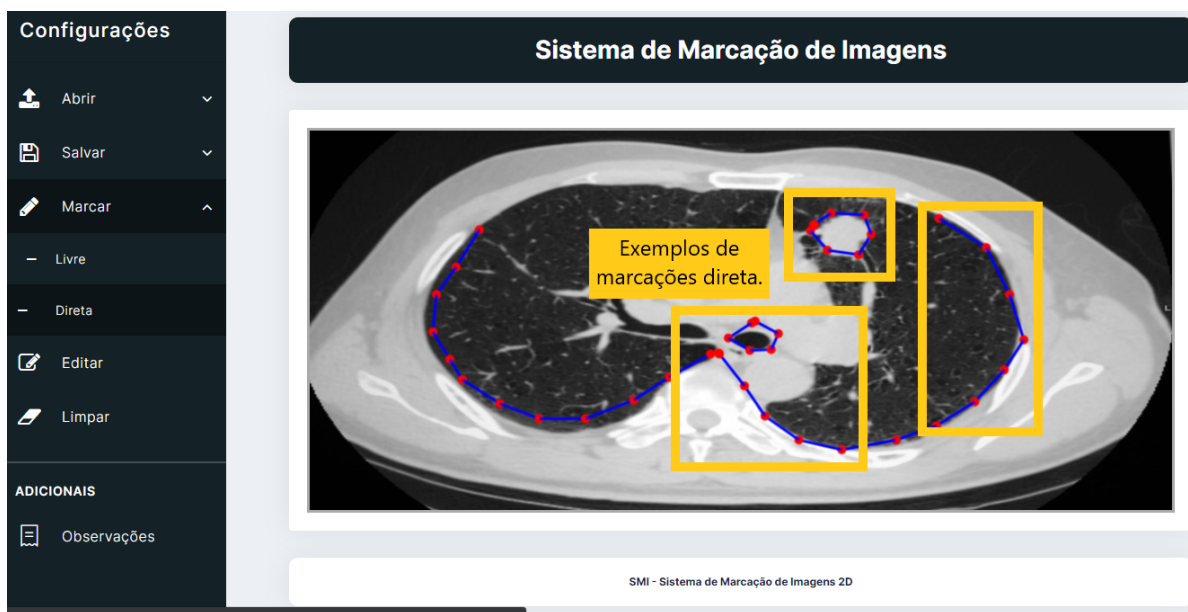 Configurações
Abrir
Salvar
Marcar
Livre
Direta
Editar
Limpar
ADICIONAIS
Observações
Sistema de Marcação de Imagens
Exemplos de
marcações direta.
L
SMI - Sistema de Marcação de Imagens 2D